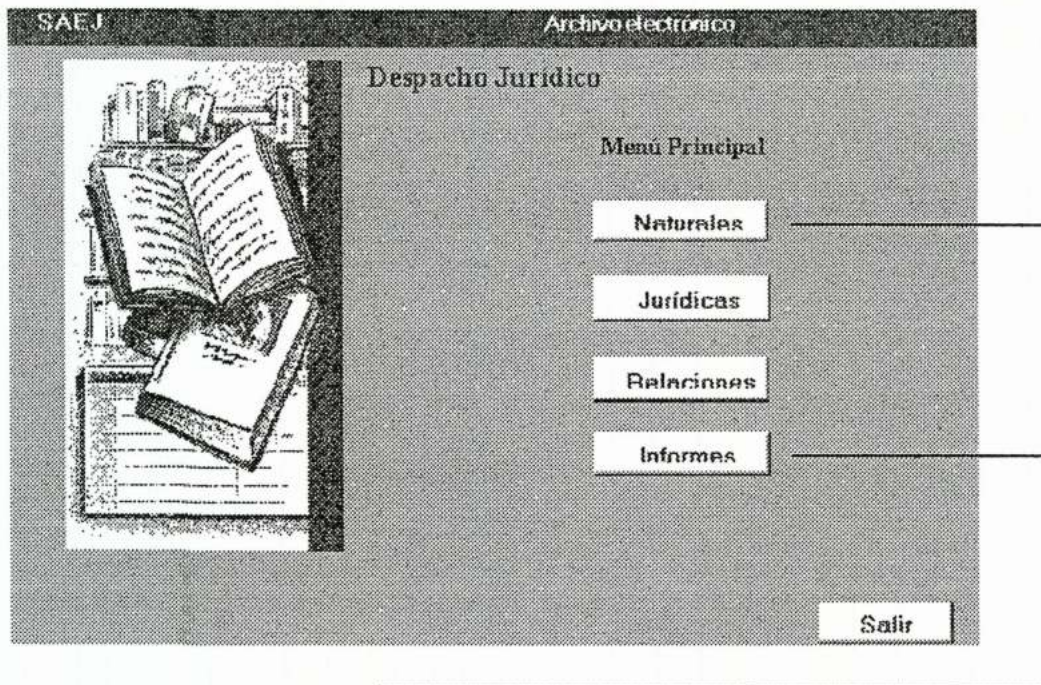 SAEJ
Archivo electrónico
Despacho Jurídico
Menú Principal
Naturales
Jurídicas
Relaciones
Informes
Salir